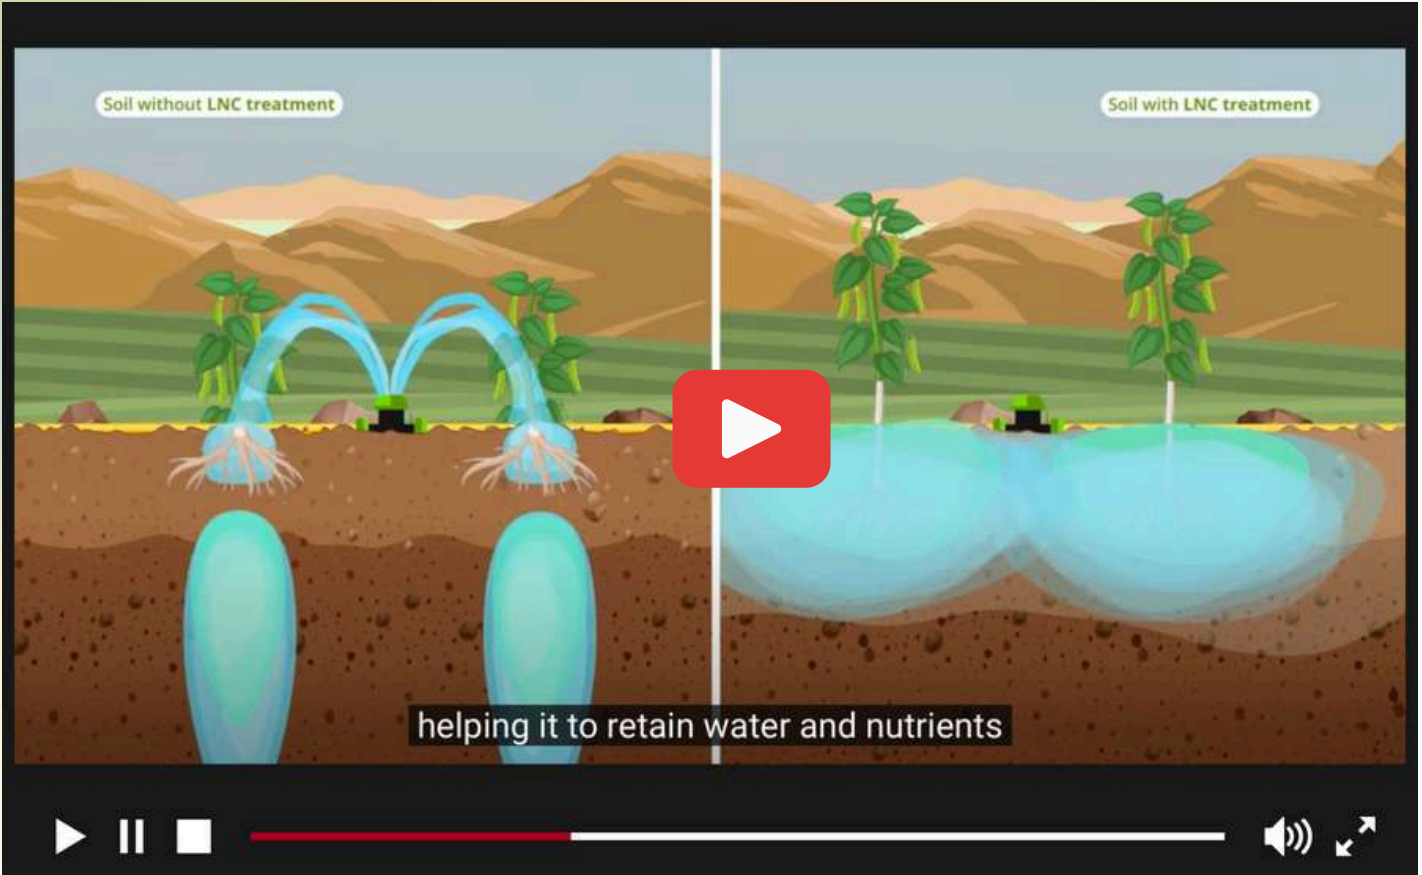 Soil without LNC treatment
Soil with LNC treatment
helping it to retain water and nutrients